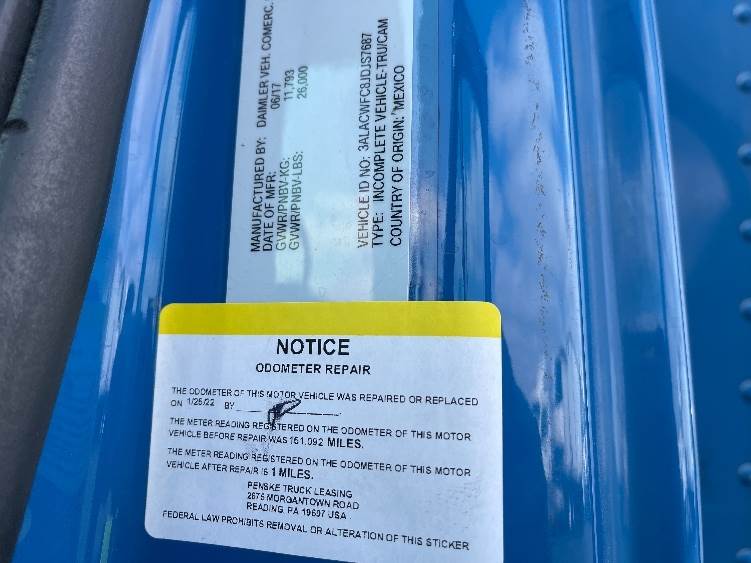 MANUFACTURED BY: DAIMLER VEH. COMERC.
DATE OF MFR: 06/17
GVWR/PNBV-KG: 11,793
GVWR/PNBV-LBS: 26,000
VEHICLE ID NO: 3ALACWFC8JDJS7687
TYPE: INCOMPLETE VEHICLE-TRU/CAM
COUNTRY OF ORIGIN: MEXICO
NOTICE
ODOMETER REPAIR
THE ODOMETER OF THIS MOTOR VEHICLE WAS REPAIRED OR REPLACED
ON 1/25/22 BY
THE METER READING REGISTERED ON THE ODOMETER OF THIS MOTOR
VEHICLE BEFORE REPAIR WAS 151,092 MILES.
THE METER READING REGISTERED ON THE ODOMETER OF THIS MOTOR
VEHICLE AFTER REPAIR IS 1 MILES.
PENSKE TRUCK LEASING
2675 MORGANTOWN ROAD
READING, PA 19607 USA
FEDERAL LAW PROHIBITS REMOVAL OR ALTERATION OF THIS STICKER